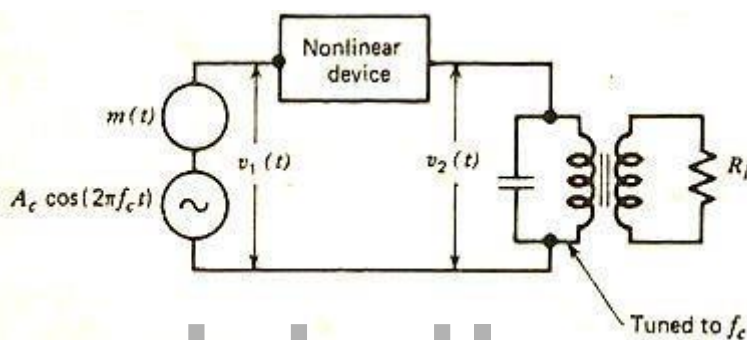 Nonlinear
device
m(t)
v₁(t)
v₂(t)
A_c cos(2πf_c t)
Tuned to f_c